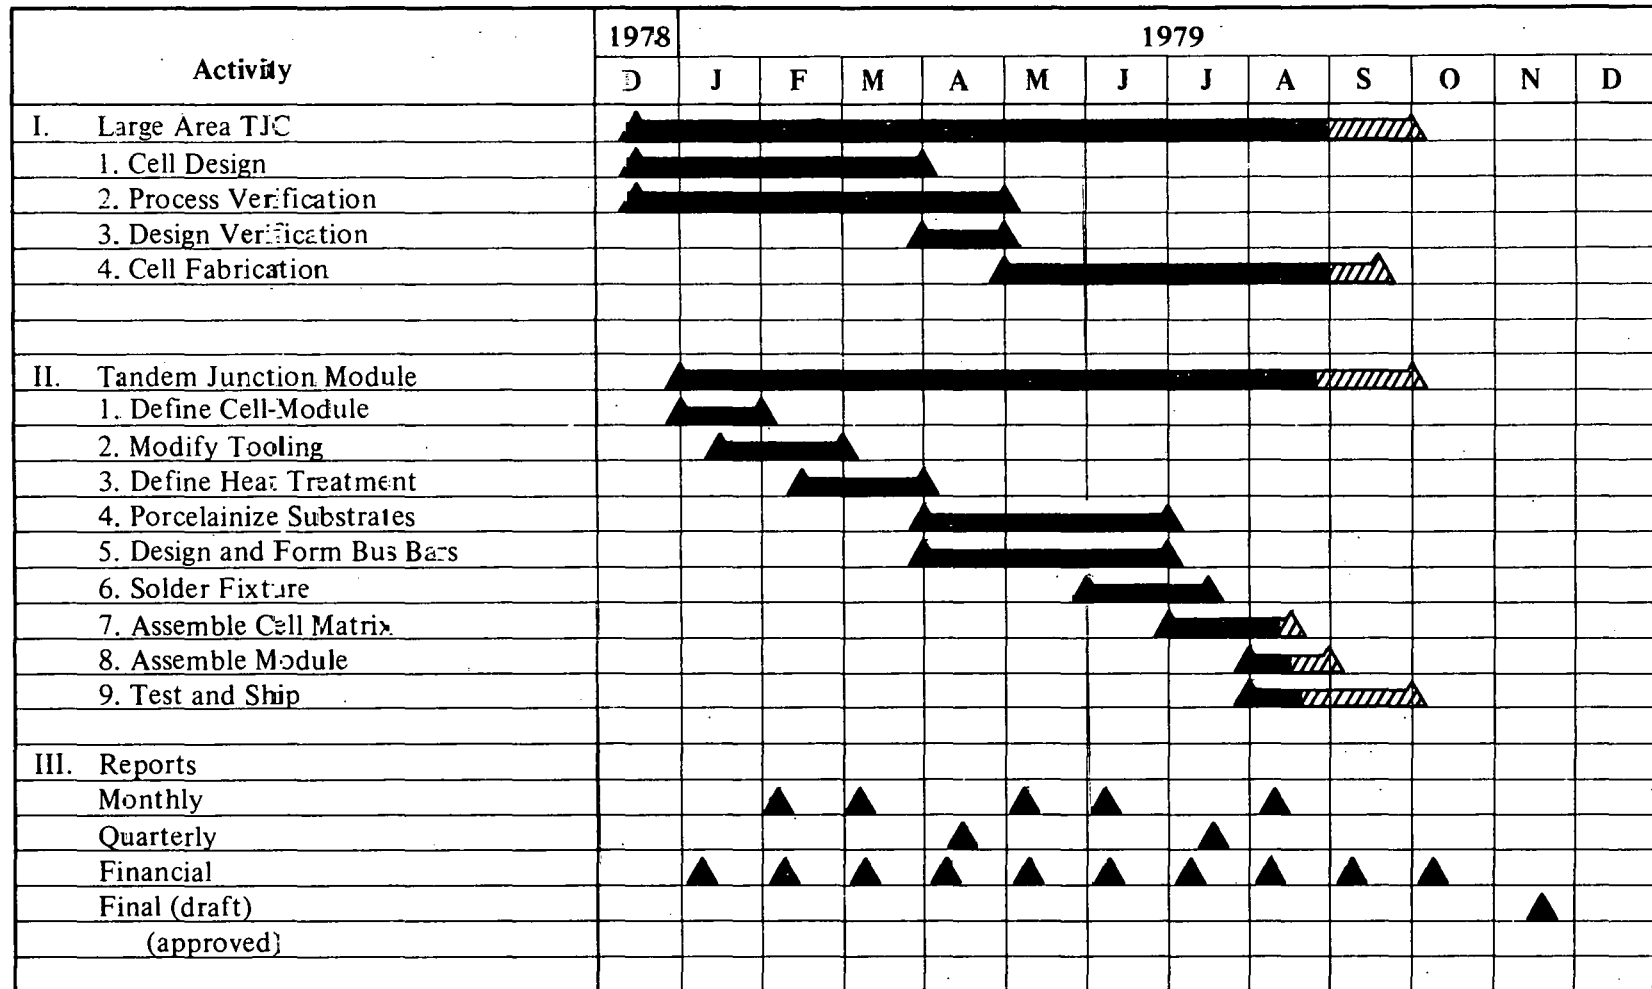 1978 1979
Activity
D J F M A M J J A S O N D
I. Large Area TJC
1. Cell Design
2. Process Verification
3. Design Verification
4. Cell Fabrication
II. Tandem Junction Module
1. Define Cell-Module
2. Modify Tooling
3. Define Heat Treatment
4. Porcelainize Substrates
5. Design and Form Bus Bars
6. Solder Fixture
7. Assemble Cell Matrix
8. Assemble Module
9. Test and Ship
III. Reports
Monthly
Quarterly
Financial
Final (draft)
(approved)